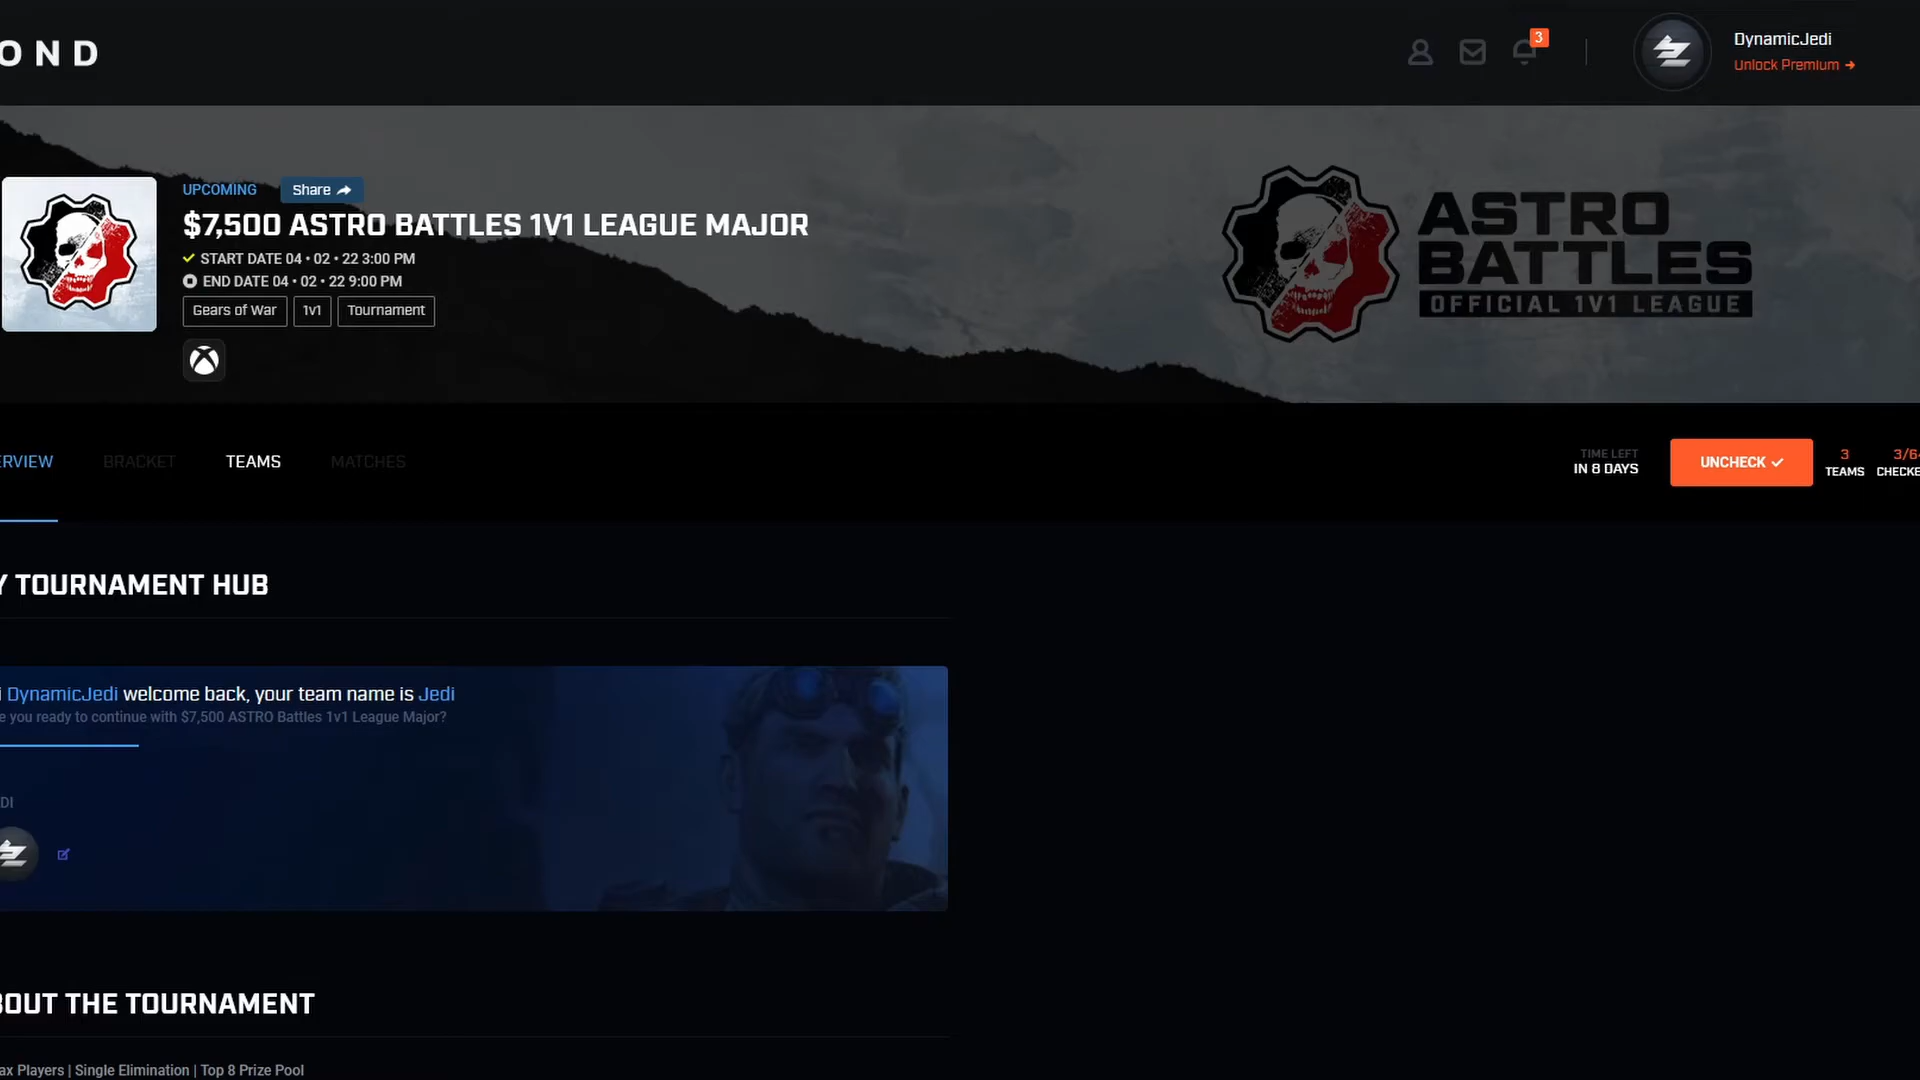 OND
3
DynamicJedi
Unlock Premium →
UPCOMING
Share
$7,500 ASTRO BATTLES 1V1 LEAGUE MAJOR
START DATE 04 • 02 • 22 3:00 PM
END DATE 04 • 02 • 22 9:00 PM
Gears of War
1v1
Tournament
ASTRO
BATTLES
OFFICIAL 1V1 LEAGUE
ERVIEW
BRACKET
TEAMS
MATCHES
TIME LEFT
IN 8 DAYS
UNCHECK
3
TEAMS
3/6
CHECKE
Y TOURNAMENT HUB
i DynamicJedi welcome back, your team name is Jedi
e you ready to continue with $7,500 ASTRO Battles 1v1 League Major?
DI
BOUT THE TOURNAMENT
ax Players | Single Elimination | Top 8 Prize Pool